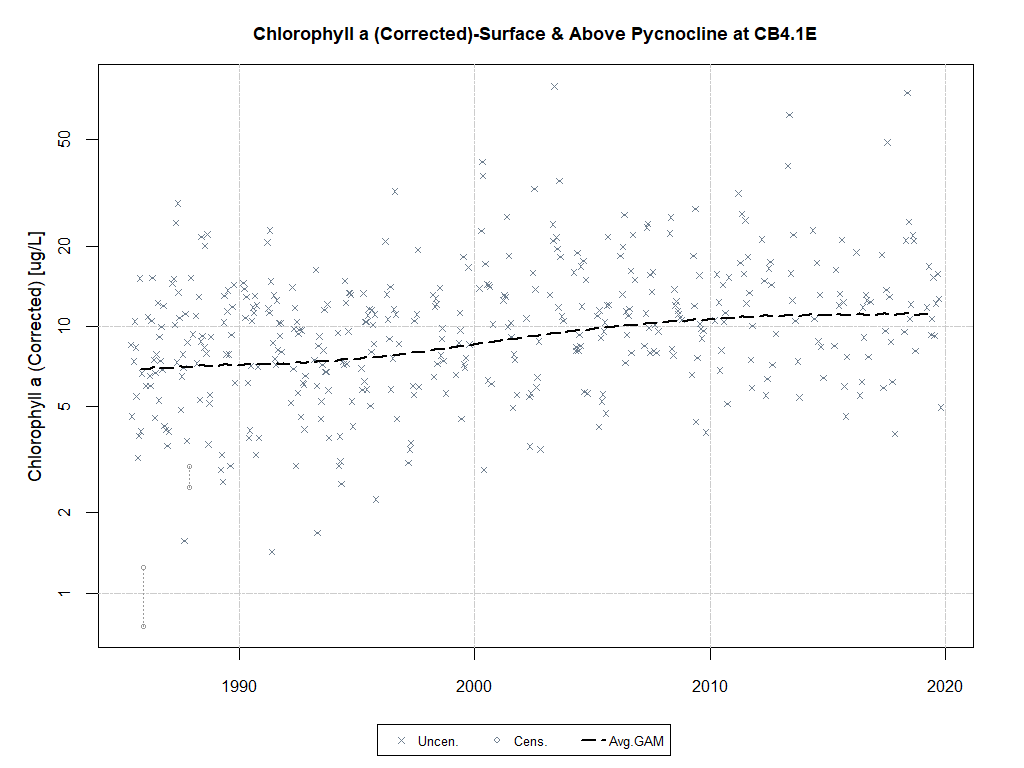 Chlorophyll a (Corrected)-Surface & Above Pycnocline at CB4.1E
Chlorophyll a (Corrected) [ug/L]
50
20
10
5
2
1
1990 2000 2010 2020
Uncen. Cens. Avg.GAM